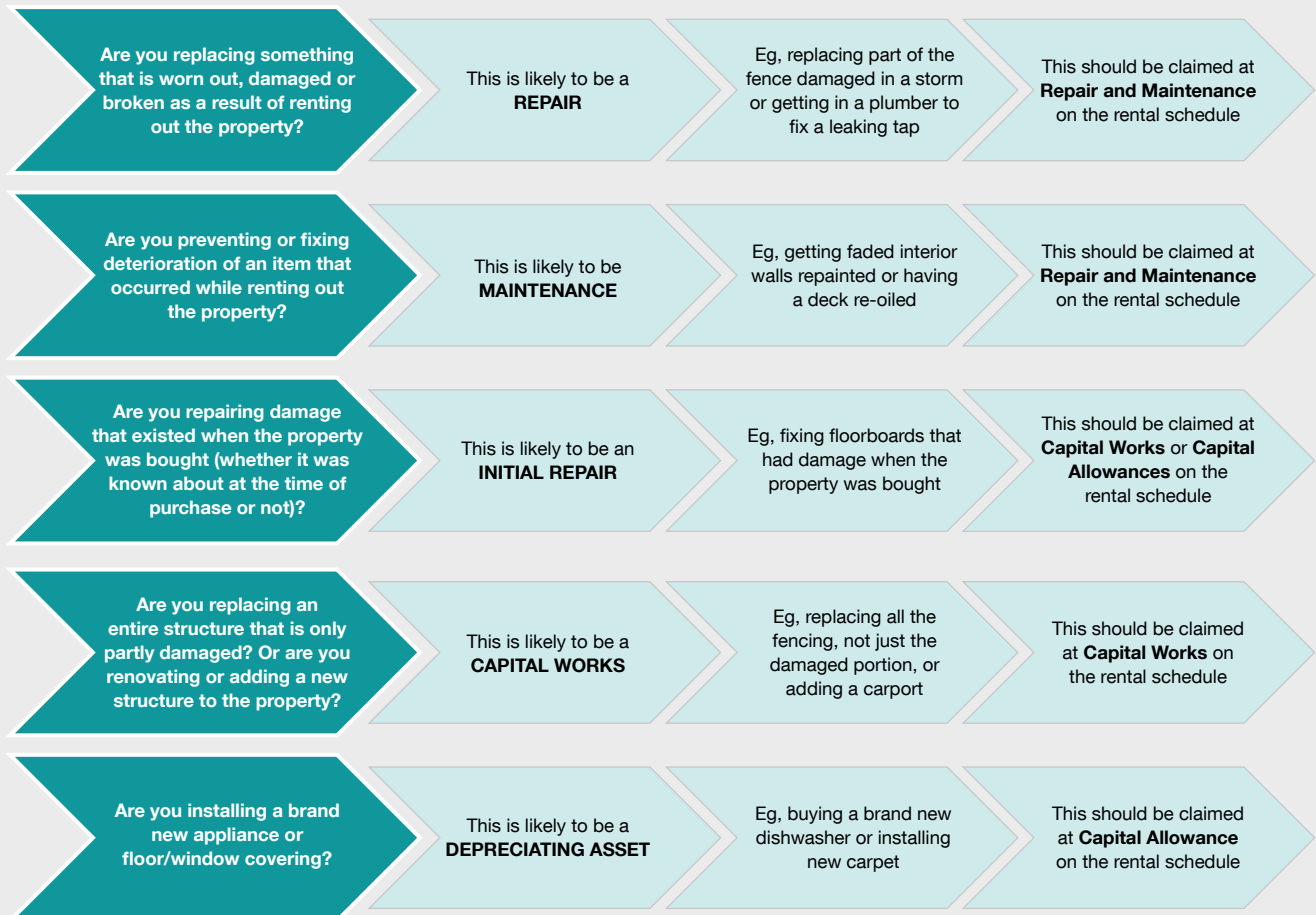 Are you replacing something
that is worn out, damaged or
broken as a result of renting
out the property?
This is likely to be a
REPAIR
Eg, replacing part of the
fence damaged in a storm
or getting in a plumber to
fix a leaking tap
This should be claimed at
Repair and Maintenance
on the rental schedule
Are you preventing or fixing
deterioration of an item that
occurred while renting out
the property?
This is likely to be
MAINTENANCE
Eg, getting faded interior
walls repainted or having
a deck re-oiled
This should be claimed at
Repair and Maintenance
on the rental schedule
Are you repairing damage
that existed when the property
was bought (whether it was
known about at the time of
purchase or not)?
This is likely to be an
INITIAL REPAIR
Eg, fixing floorboards that
had damage when the
property was bought
This should be claimed at
Capital Works or Capital
Allowances on the
rental schedule
Are you replacing an
entire structure that is only
partly damaged? Or are you
renovating or adding a new
structure to the property?
This is likely to be a
CAPITAL WORKS
Eg, replacing all the
fencing, not just the
damaged portion, or
adding a carport
This should be claimed
at Capital Works on
the rental schedule
Are you installing a brand
new appliance or
floor/window covering?
This is likely to be a
DEPRECIATING ASSET
Eg, buying a brand new
dishwasher or installing
new carpet
This should be claimed
at Capital Allowance
on the rental schedule